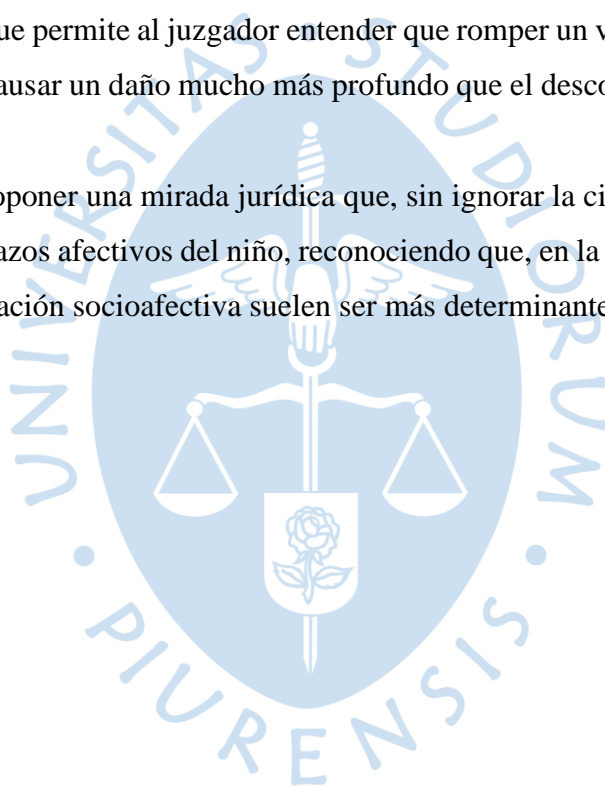 ue permite al juzgador entender que romper un v
ausar un daño mucho más profundo que el desco
oponer una mirada jurídica que, sin ignorar la ci
azos afectivos del niño, reconociendo que, en la
ación socioafectiva suelen ser más determinante
UNIVERSITAS • STUDIORUM • PIURENSIS